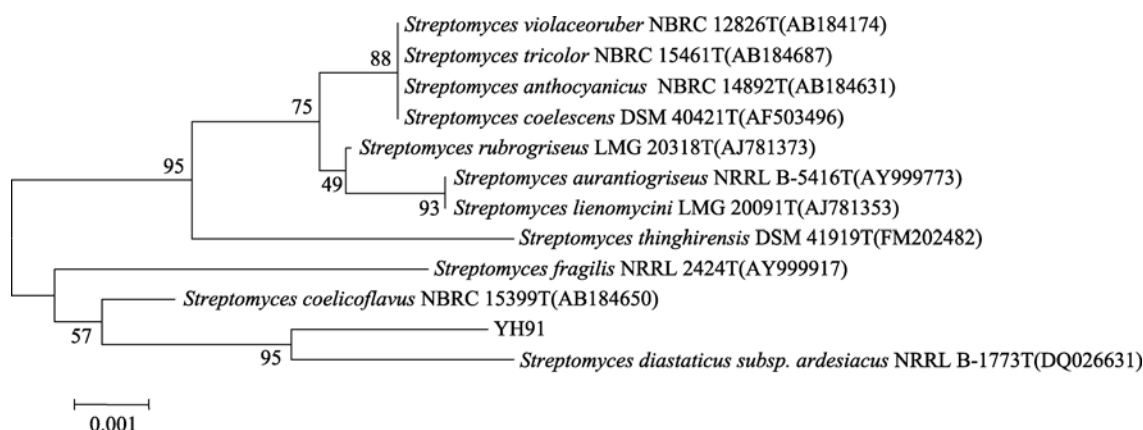 Streptomyces violaceoruber NBRC 12826T(AB184174)
88
Streptomyces tricolor NBRC 15461T(AB184687)
Streptomyces anthocyanicus NBRC 14892T(AB184631)
75
Streptomyces coelescens DSM 40421T(AF503496)
Streptomyces rubrogriseus LMG 20318T(AJ781373)
95
49
Streptomyces aurantiogriseus NRRL B-5416T(AY999773)
93
Streptomyces lienomycini LMG 20091T(AJ781353)
Streptomyces thinghirensis DSM 41919T(FM202482)
Streptomyces fragilis NRRL 2424T(AY999917)
Streptomyces coelicoflavus NBRC 15399T(AB184650)
57
YH91
95
Streptomyces diastaticus subsp. ardesiacus NRRL B-1773T(DQ026631)
0.001